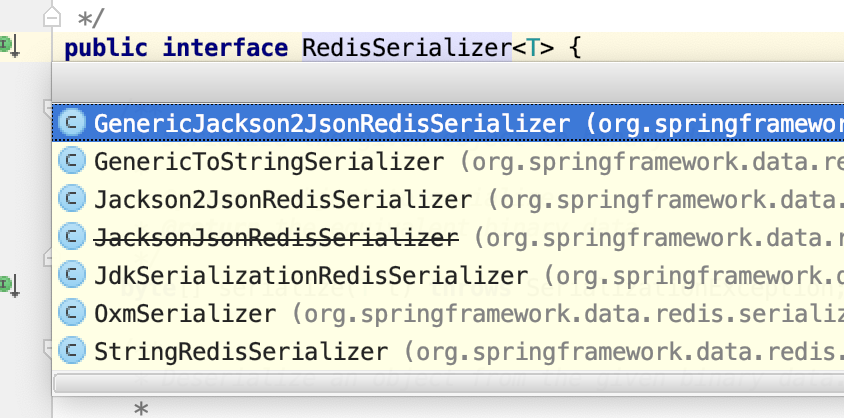 */
public interface RedisSerializer<T> {
GenericJackson2JsonRedisSerializer (org.springframewor
GenericToStringSerializer (org.springframework.data.re
Jackson2JsonRedisSerializer (org.springframework.data.
JacksonJsonRedisSerializer (org.springframework.data.r
JdkSerializationRedisSerializer (org.springframework.d
OxmSerializer (org.springframework.data.redis.serializ
StringRedisSerializer (org.springframework.data.redis.
*